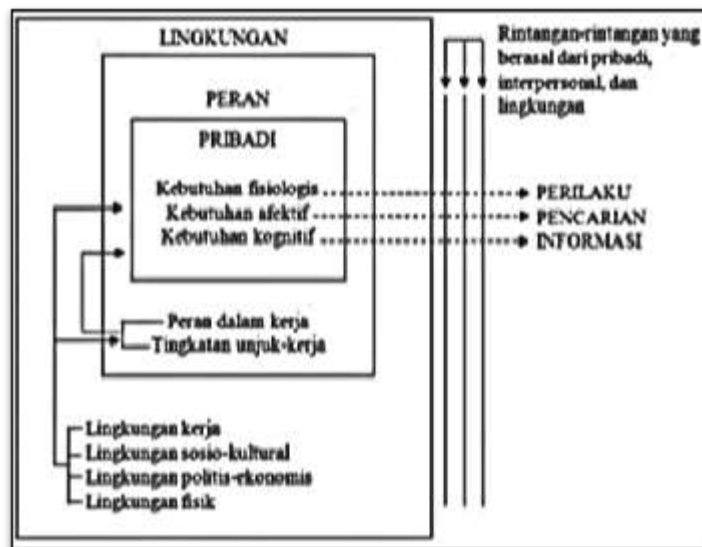 LINGKUNGAN
PERAN
PRIBADI
Kebutuhan fisiologis
Kebutuhan afektif
Kebutuhan kognitif
Peran dalam kerja
Tingkatan unjuk-kerja
Lingkungan kerja
Lingkungan sosio-kultural
Lingkungan politis-ekonomis
Lingkungan fisik
Rintangan-rintangan yang
berasal dari pribadi,
interpersonal, dan
lingkungan
PERILAKU
PENCARIAN
INFORMASI